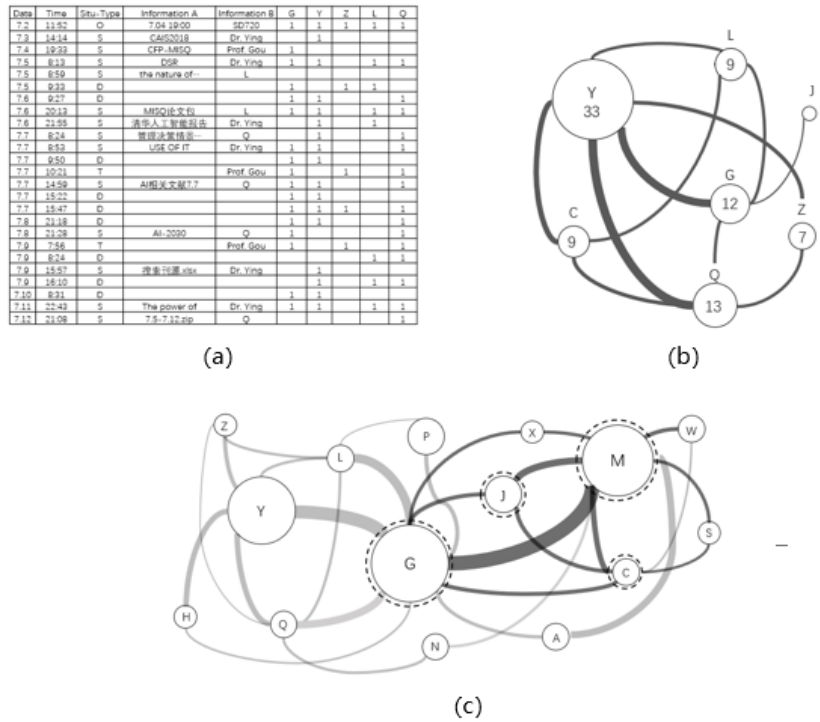 Date Time Situ-Type Information A Information B G Y Z L Q
7.2 11:52 O 7.04 19:00 SD720 1 1 1 1 1
7.3 14:14 S CAIS2018 Dr. Ying 1
7.4 19:33 S CFP-MISQ Prof. Gou 1
7.5 8:13 S DSR Dr. Ying 1 1 1 1
7.5 8:59 S the nature of··· L
7.5 9:33 D 1 1 1
7.6 9:27 D 1 1 1
7.6 20:13 S MISQ论文包 L 1 1 1 1
7.6 21:55 S 清华人工智能报告 Dr. Ying 1 1
7.7 8:24 S 管理决策情 Q 1 1
7.7 8:53 S USE OF IT Dr. Ying 1 1 1
7.7 9:50 D 1 1
7.7 10:21 T Prof. Gou 1 1 1
7.7 14:59 S AI相关文献7.7 Q 1 1 1
7.7 15:22 D 1 1
7.7 15:47 D 1 1 1 1
7.8 21:18 D 1 1 1
7.8 21:28 S AI-2030 Q 1 1
7.9 7:56 T Prof. Gou 1 1 1
7.9 8:24 D 1 1
7.9 15:57 S 搜索刊源.xlsx Dr. Ying 1
7.9 16:10 D 1 1 1
7.10 8:31 D 1 1
7.11 22:43 S The power of Dr. Ying 1 1 1 1
7.12 21:08 S 7.5-7.12.zip Q 1
(a)
L
9
Y
33
J
G
12
Z
7
C
9
Q
13
(b)
Z
P
X
W
L
M
J
Y
S
G
C
H
Q
A
N
(c)